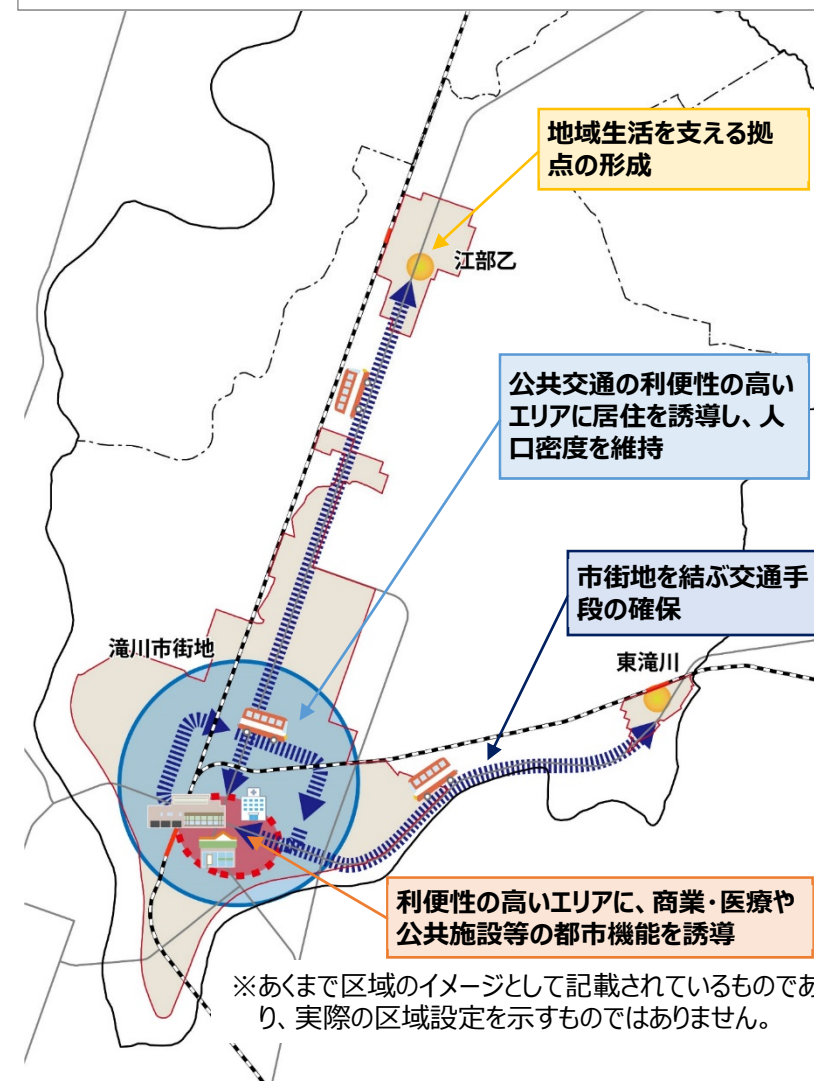 地域生活を支える拠
点の形成
江部乙
公共交通の利便性の高い
エリアに居住を誘導し、人
口密度を維持
市街地を結ぶ交通手
段の確保
滝川市街地
東滝川
利便性の高いエリアに、商業・医療や
公共施設等の都市機能を誘導
※あくまで区域のイメージとして記載されているものであ
り、実際の区域設定を示すものではありません。